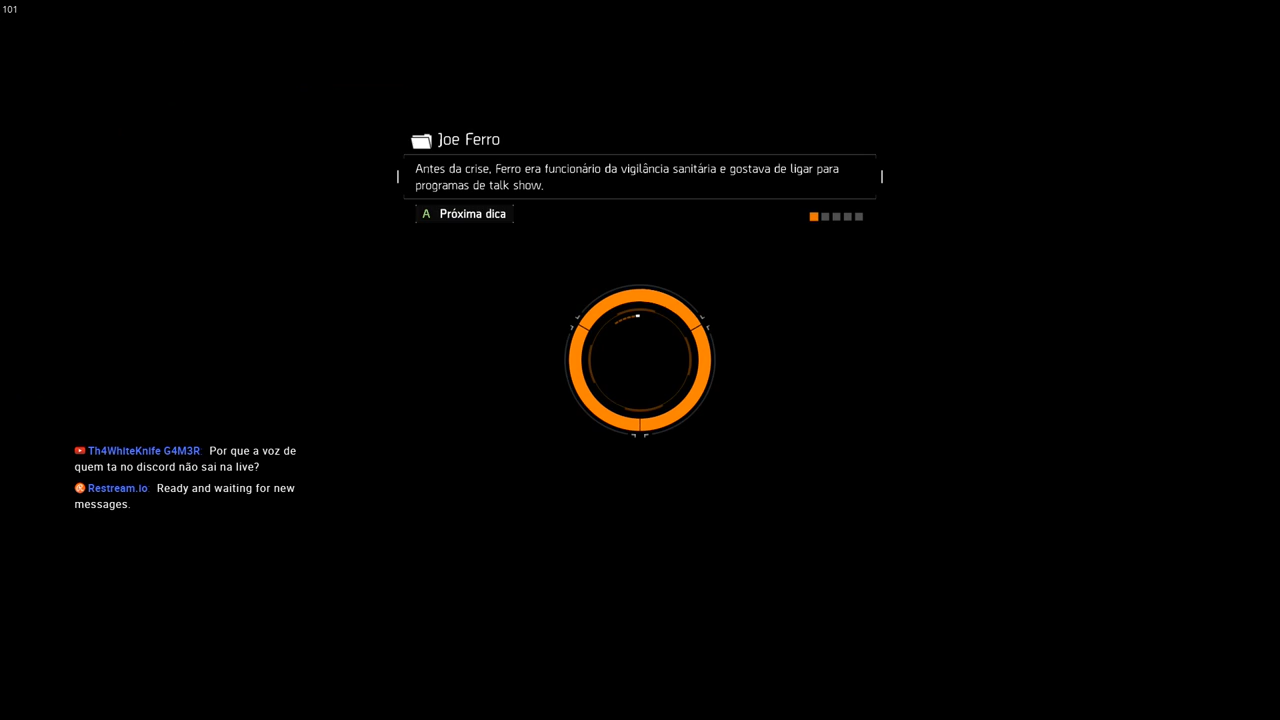 101
Joe Ferro
Antes da crise, Ferro era funcionário da vigilância sanitária e gostava de ligar para
programas de talk show.
A Próxima dica
Th4WhiteKnife G4M3R: Por que a voz de
quem ta no discord não sai na live?
Restream.io: Ready and waiting for new
messages.